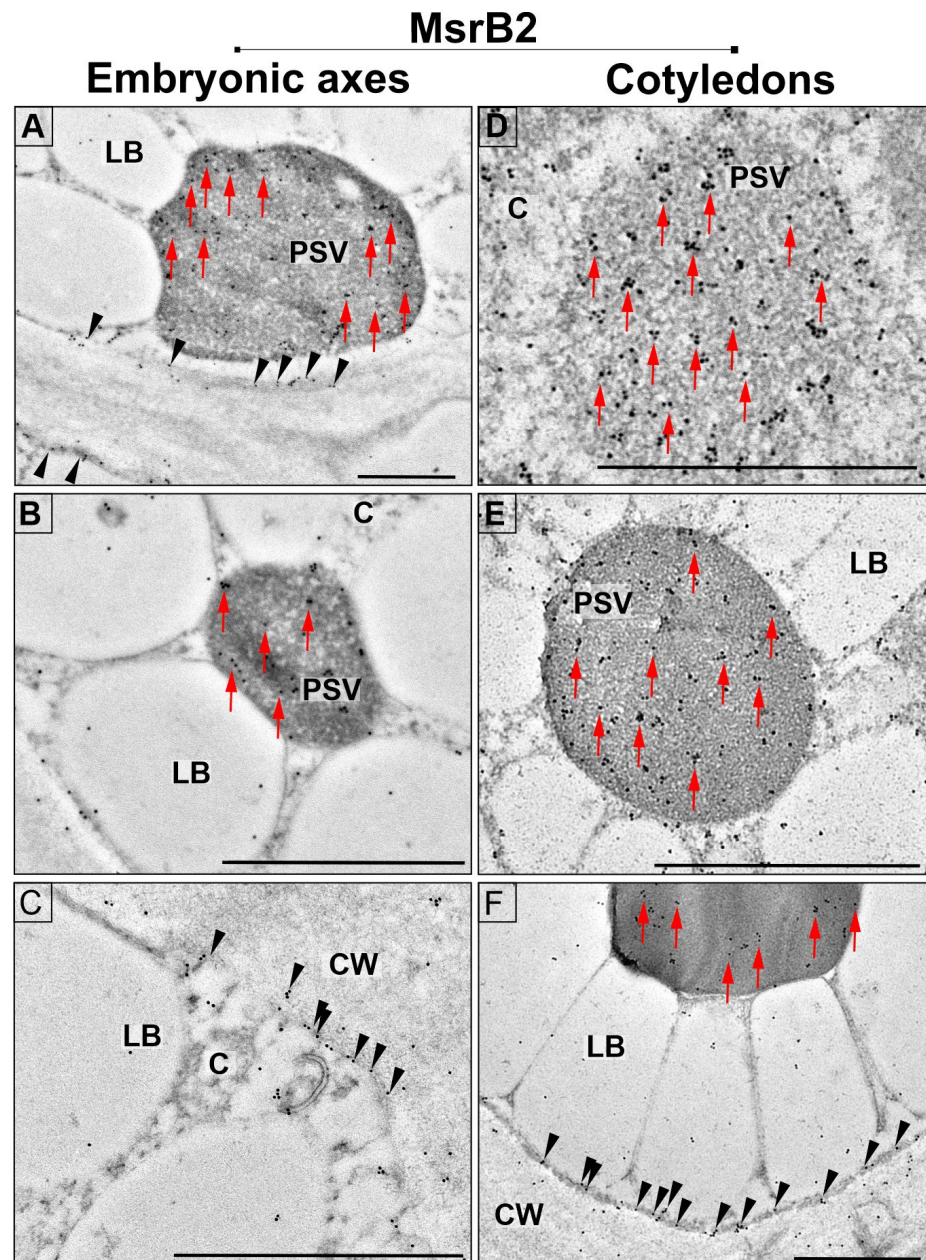 MsrB2
Embryonic axes
Cotyledons
A
LB
PSV
D
PSV
C
B
C
PSV
LB
E
LB
PSV
C
CW
LB
C
F
LB
CW